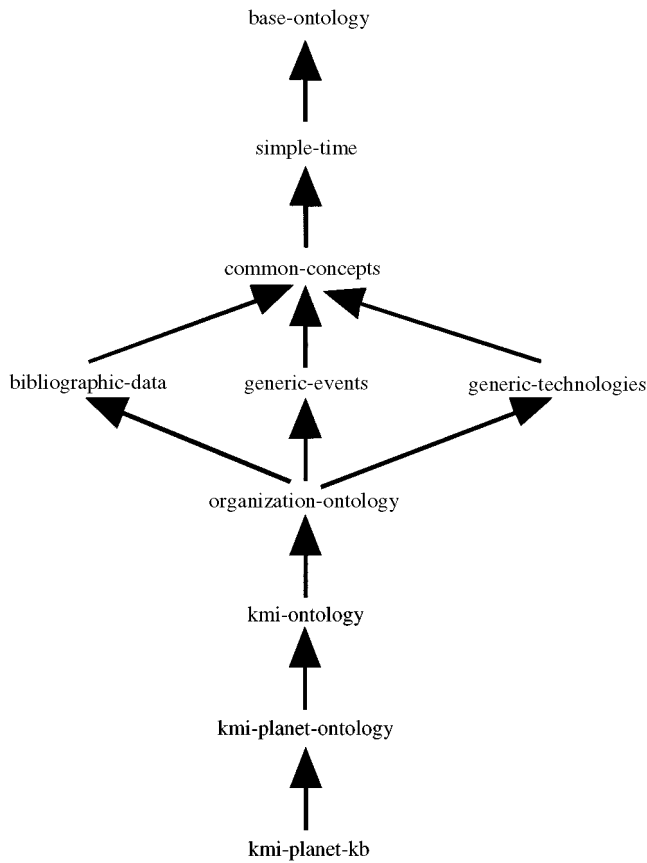 base-ontology
simple-time
common-concepts
bibliographic-data
generic-events
generic-technologies
organization-ontology
kmi-ontology
kmi-planet-ontology
kmi-planet-kb